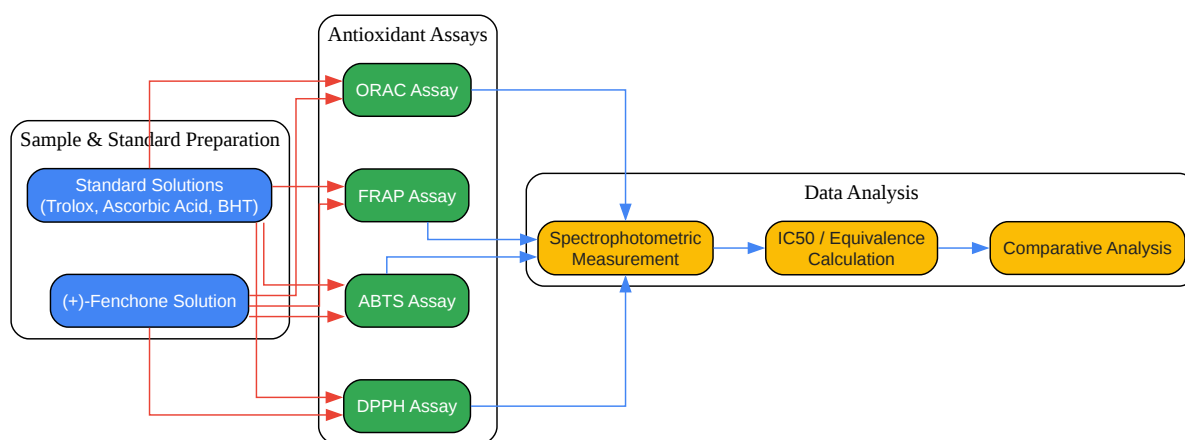 Antioxidant Assays
ORAC Assay
Sample & Standard Preparation
Standard Solutions
(Trolox, Ascorbic Acid, BHT)
FRAP Assay
Data Analysis
Spectrophotometric
Measurement
IC50 / Equivalence
Calculation
Comparative Analysis
(+)-Fenchone Solution
ABTS Assay
DPPH Assay